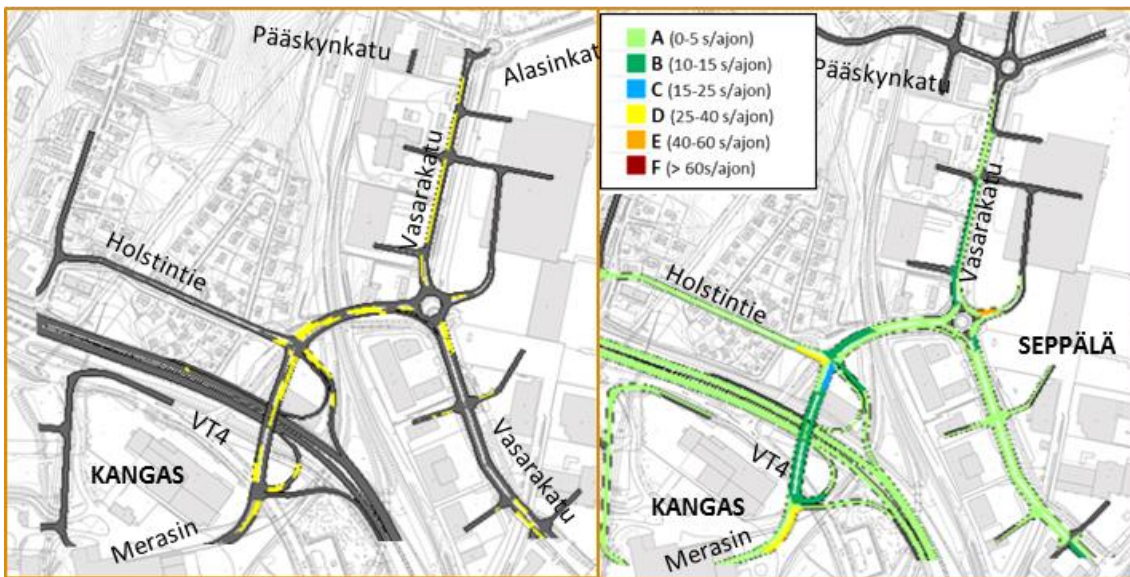 Pääskynkatu
Alasinkat
Vasarakatu
Holstintie
VT4
KANGAS
Vasarakatu
Merasin
A (0-5 s/ajon)
B (10-15 s/ajon)
C (15-25 s/ajon)
D (25-40 s/ajon)
E (40-60 s/ajon)
F (> 60s/ajon)
Pääskynkatu
Vasarakatu
Holstintie
SEPPÄLÄ
VT4
KANGAS
Merasin